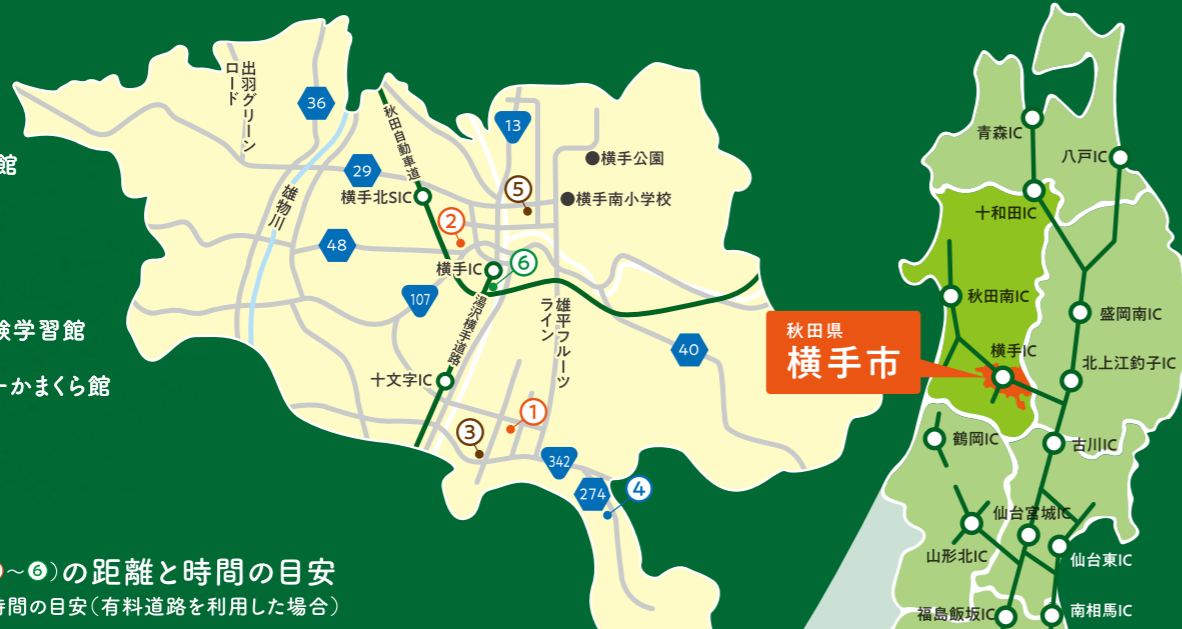 館
験学習館
ーかまくら館
～❻)の距離と時間の目安
時間の目安(有料道路を利用した場合)
出羽グリーン
ロード
36
秋田自動車道
13
横手公園
29
横手北SIC
5
横手南小学校
雄物川
2
48
横手IC
6
107
湯沢横手道路
雄平フルーツ
ライン
40
十文字IC
1
3
342
274
4
秋田県
横手市
青森IC
八戸IC
十和田IC
秋田南IC
盛岡南IC
横手IC
北上江釣子IC
鶴岡IC
古川IC
仙台宮城IC
山形北IC
仙台東IC
福島飯坂IC
南相馬IC